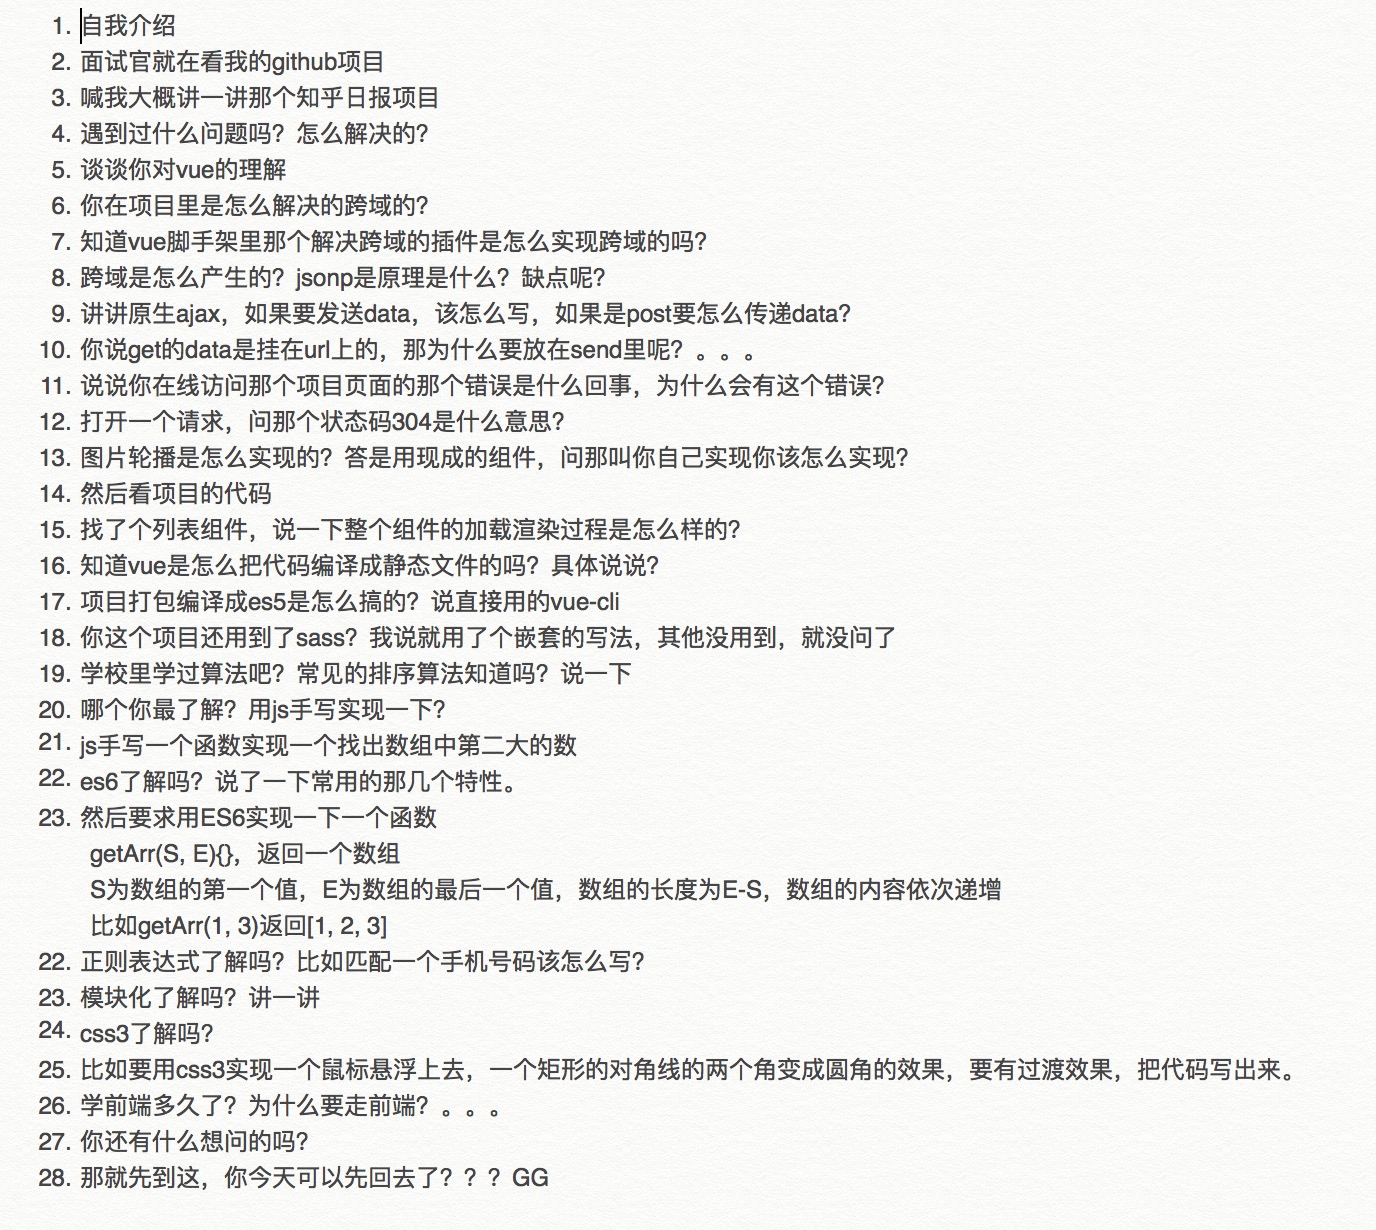 1. 自我介绍
2. 面试官就在看我的github项目
3. 喊我大概讲一讲那个知乎日报项目
4. 遇到过什么问题吗？怎么解决的？
5. 谈谈你对vue的理解
6. 你在项目里是怎么解决的跨域的？
7. 知道vue脚手架里那个解决跨域的插件是怎么实现跨域的吗？
8. 跨域是怎么产生的？jsonp是原理是什么？缺点呢？
9. 讲讲原生ajax，如果要发送data，该怎么写，如果是post要怎么传递data？
10. 你说get的data是挂在url上的，那为什么要放在send里呢？。。。
11. 说说你在线访问那个项目页面的那个错误是什么回事，为什么会有这个错误？
12. 打开一个请求，问那个状态码304是什么意思？
13. 图片轮播是怎么实现的？答是用现成的组件，问那叫你自己实现你该怎么实现？
14. 然后看项目的代码
15. 找了个列表组件，说一下整个组件的加载渲染过程是怎么样的？
16. 知道vue是怎么把代码编译成静态文件的吗？具体说说？
17. 项目打包编译成es5是怎么搞的？说直接用的vue-cli
18. 你这个项目还用到了sass？我说就用了个嵌套的写法，其他没用到，就没问了
19. 学校里学过算法吧？常见的排序算法知道吗？说一下
20. 哪个你最了解？用js手写实现一下？
21. js手写一个函数实现一个找出数组中第二大的数
22. es6了解吗？说了一下常用的那几个特性。
23. 然后要求用ES6实现一下一个函数
getArr(S, E){}，返回一个数组
S为数组的第一个值，E为数组的最后一个值，数组的长度为E-S，数组的内容依次递增
比如getArr(1, 3)返回[1, 2, 3]
22. 正则表达式了解吗？比如匹配一个手机号码该怎么写？
23. 模块化了解吗？讲一讲
24. css3了解吗？
25. 比如要用css3实现一个鼠标悬浮上去，一个矩形的对角线的两个角变成圆角的效果，要有过渡效果，把代码写出来。
26. 学前端多久了？为什么要走前端？。。。
27. 你还有什么想问的吗？
28. 那就先到这，你今天可以先回去了？？？GG